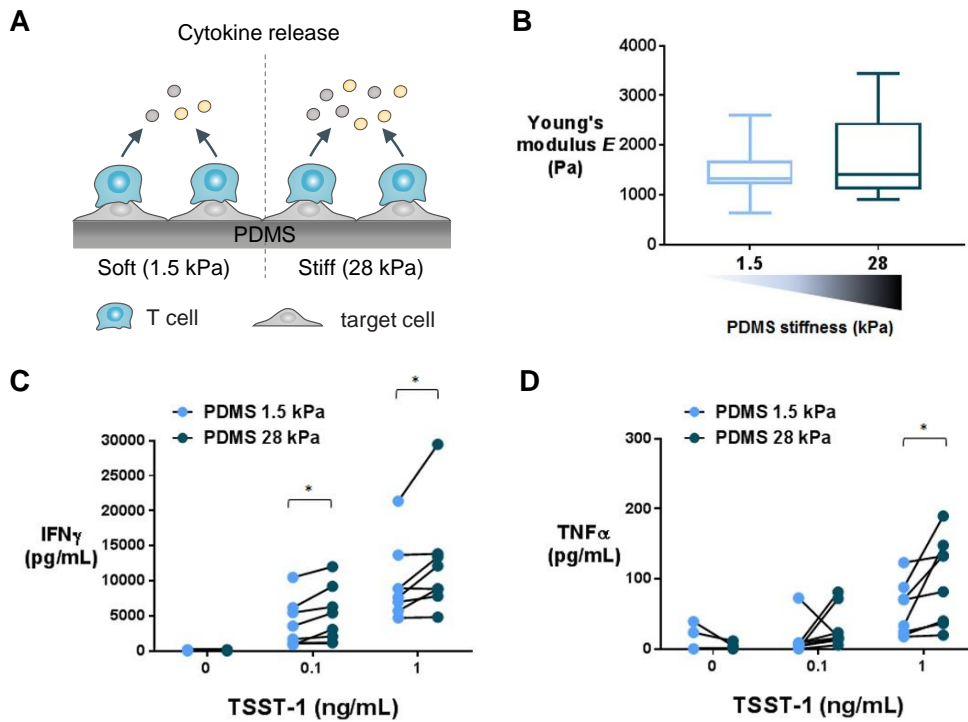 A
Cytokine release
PDMS
Soft (1.5 kPa)
Stiff (28 kPa)
T cell
target cell
B
4000
3000
2000
1000
0
Young's
modulus E
(Pa)
1.5
28
PDMS stiffness (kPa)
C
PDMS 1.5 kPa
PDMS 28 kPa
*
*
30000
25000
20000
15000
10000
5000
0
IFNγ
(pg/mL)
0
0.1
1
TSST-1 (ng/mL)
D
PDMS 1.5 kPa
PDMS 28 kPa
*
300
200
100
0
TNFα
(pg/mL)
0
0.1
1
TSST-1 (ng/mL)